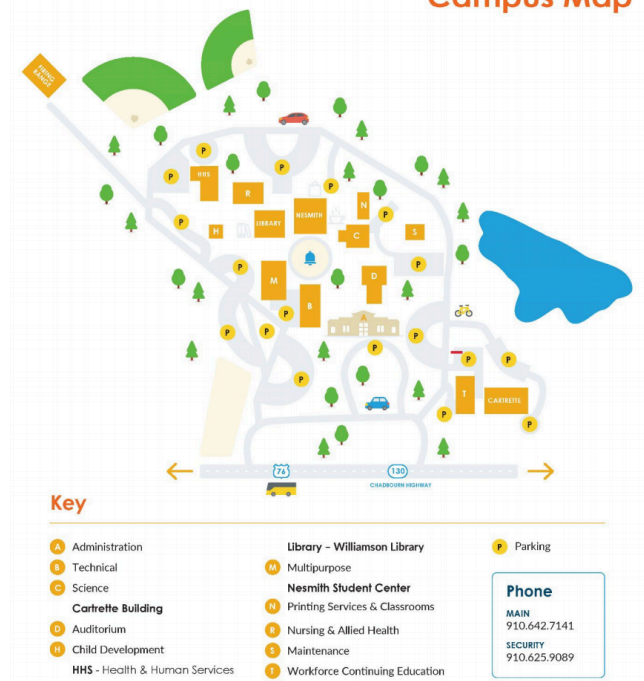 Campus Map
FIRING
RANGE
P
P
HHS
P
P
R
P
N
LIBRARY
NESMITH
P
P
H
C
S
P
P
M
D
B
P
A
P
P
P
P
P
P
P
T
CARTRETTE
P
P
76
130
CHADBOURN HIGHWAY
Key
A Administration
B Technical
C Science
Cartrette Building
D Auditorium
H Child Development
HHS - Health & Human Services
Library – Williamson Library
M Multipurpose
Nesmith Student Center
N Printing Services & Classrooms
R Nursing & Allied Health
S Maintenance
T Workforce Continuing Education
P Parking
Phone
MAIN
910.642.7141
SECURITY
910.625.9089